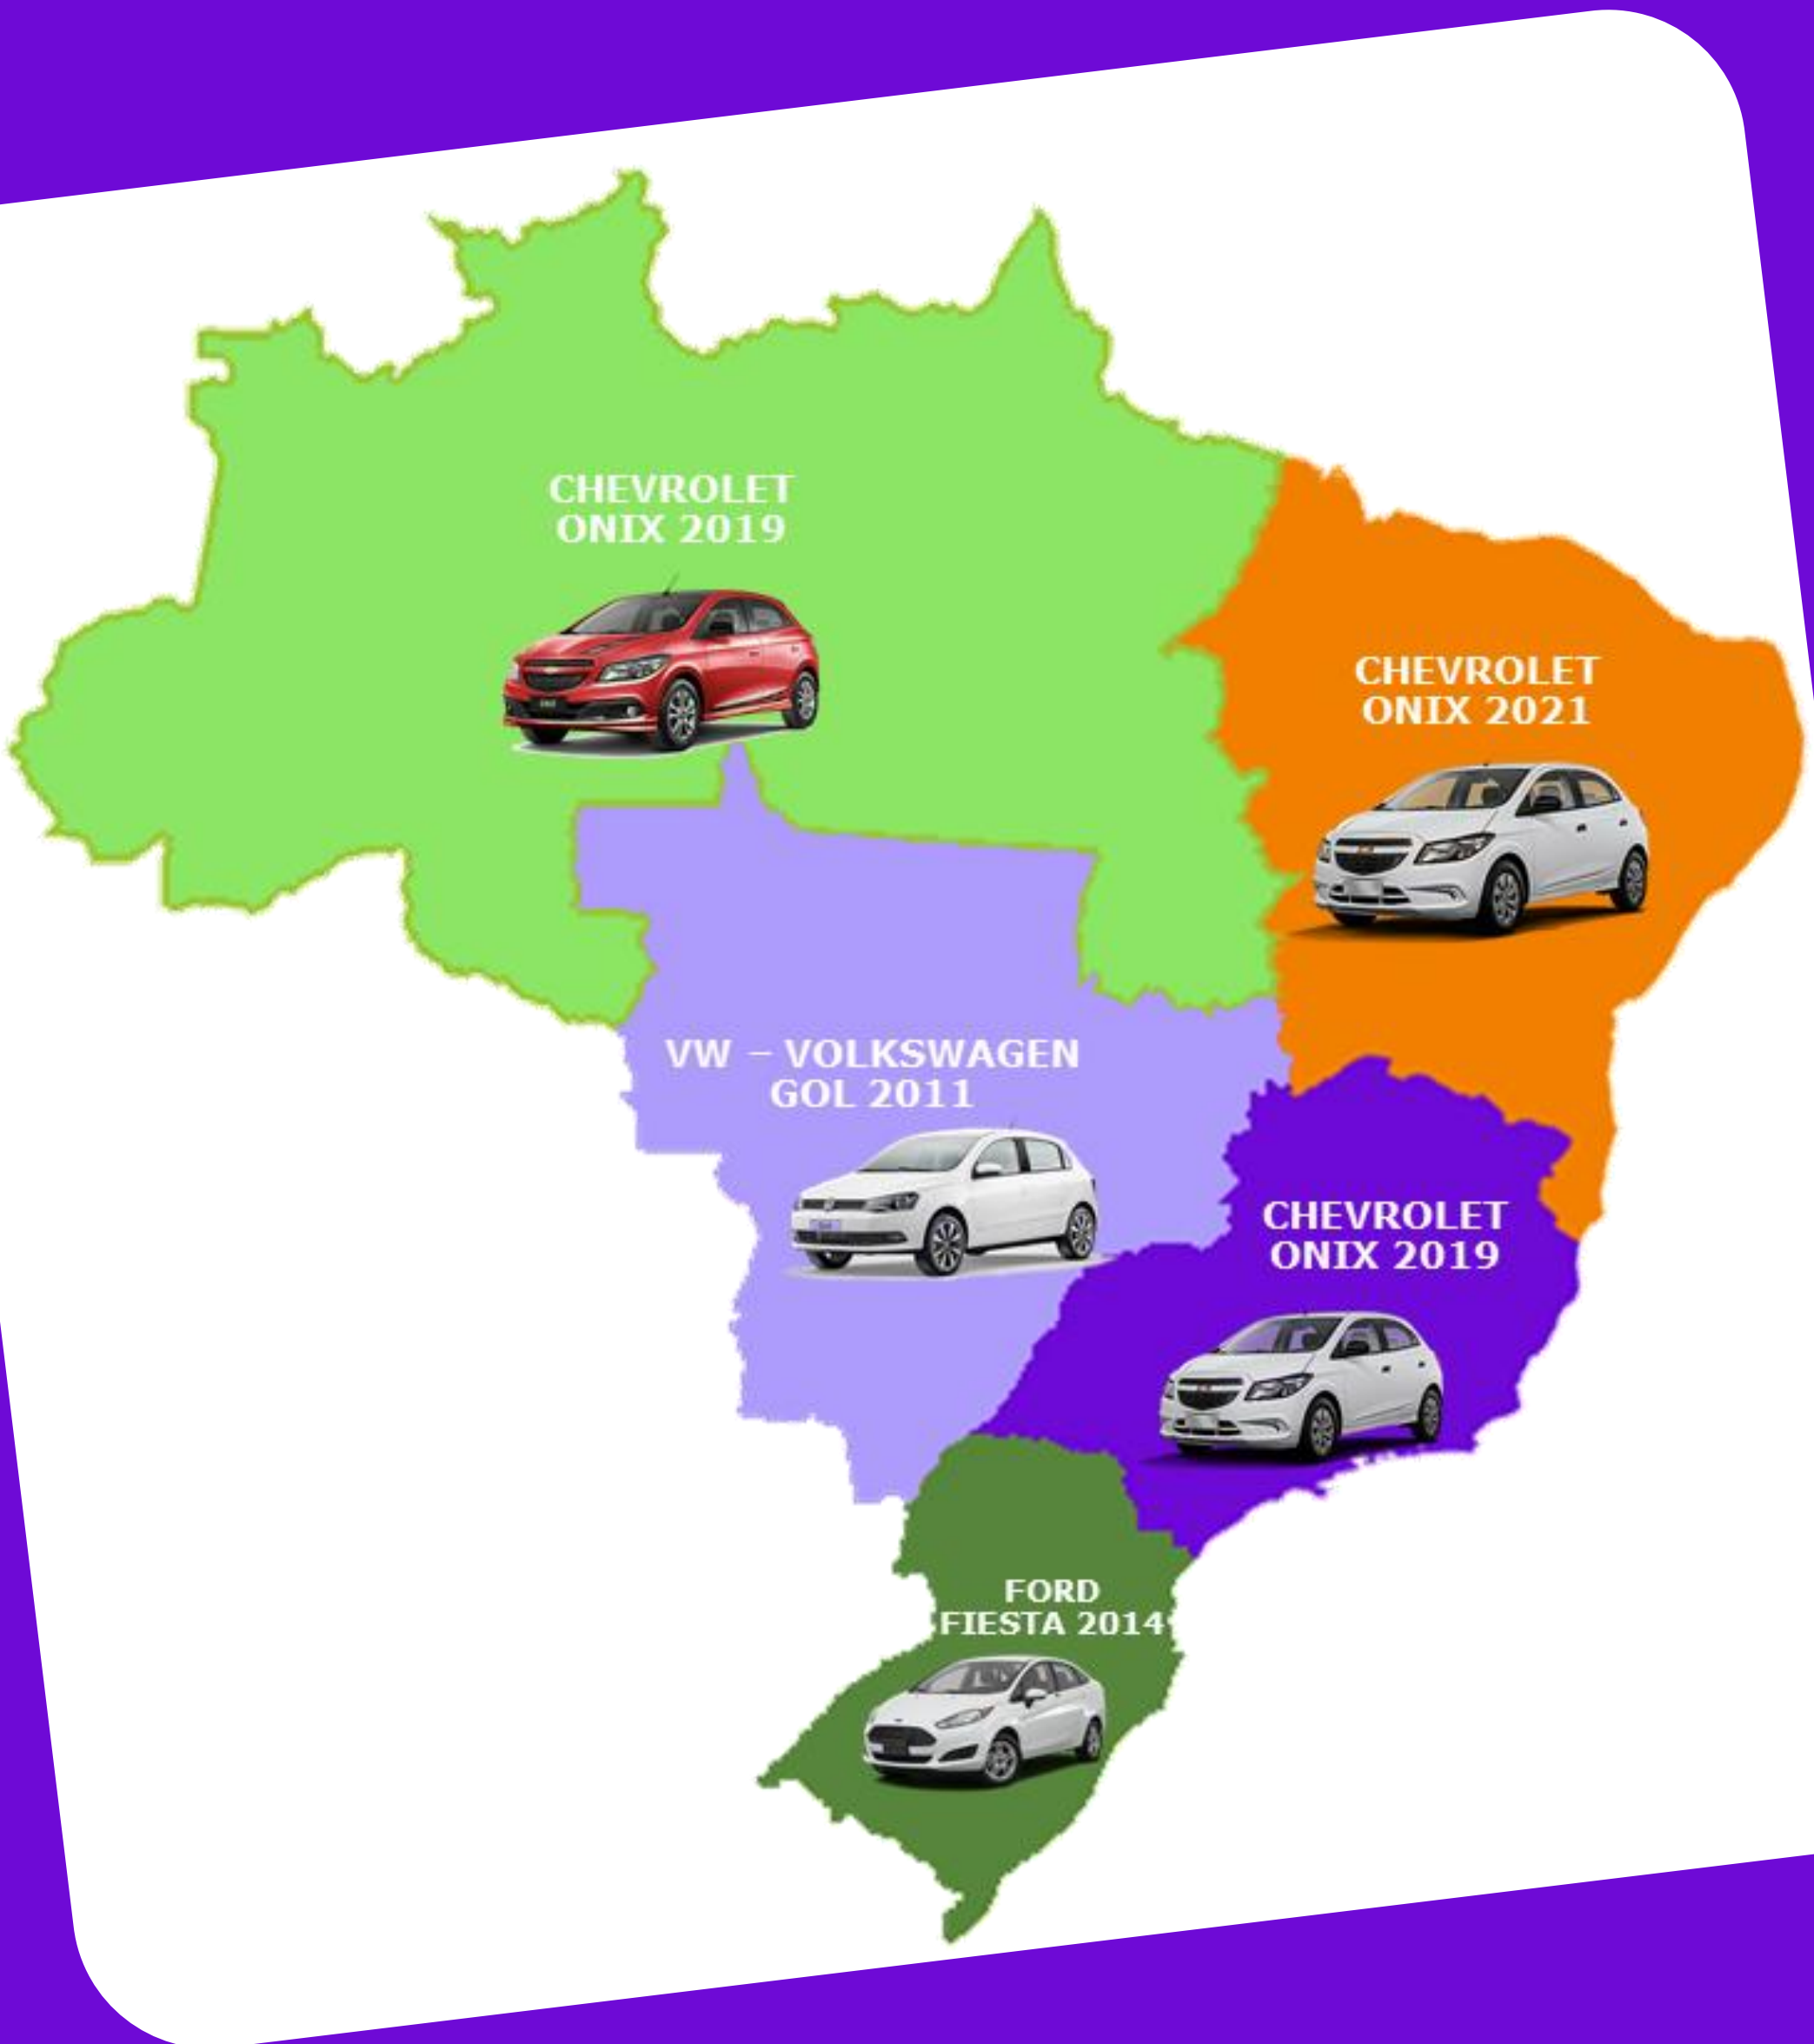 CHEVROLET
ONIX 2019
CHEVROLET
ONIX 2021
VW – VOLKSWAGEN
GOL 2011
CHEVROLET
ONIX 2019
FORD
FIESTA 2014